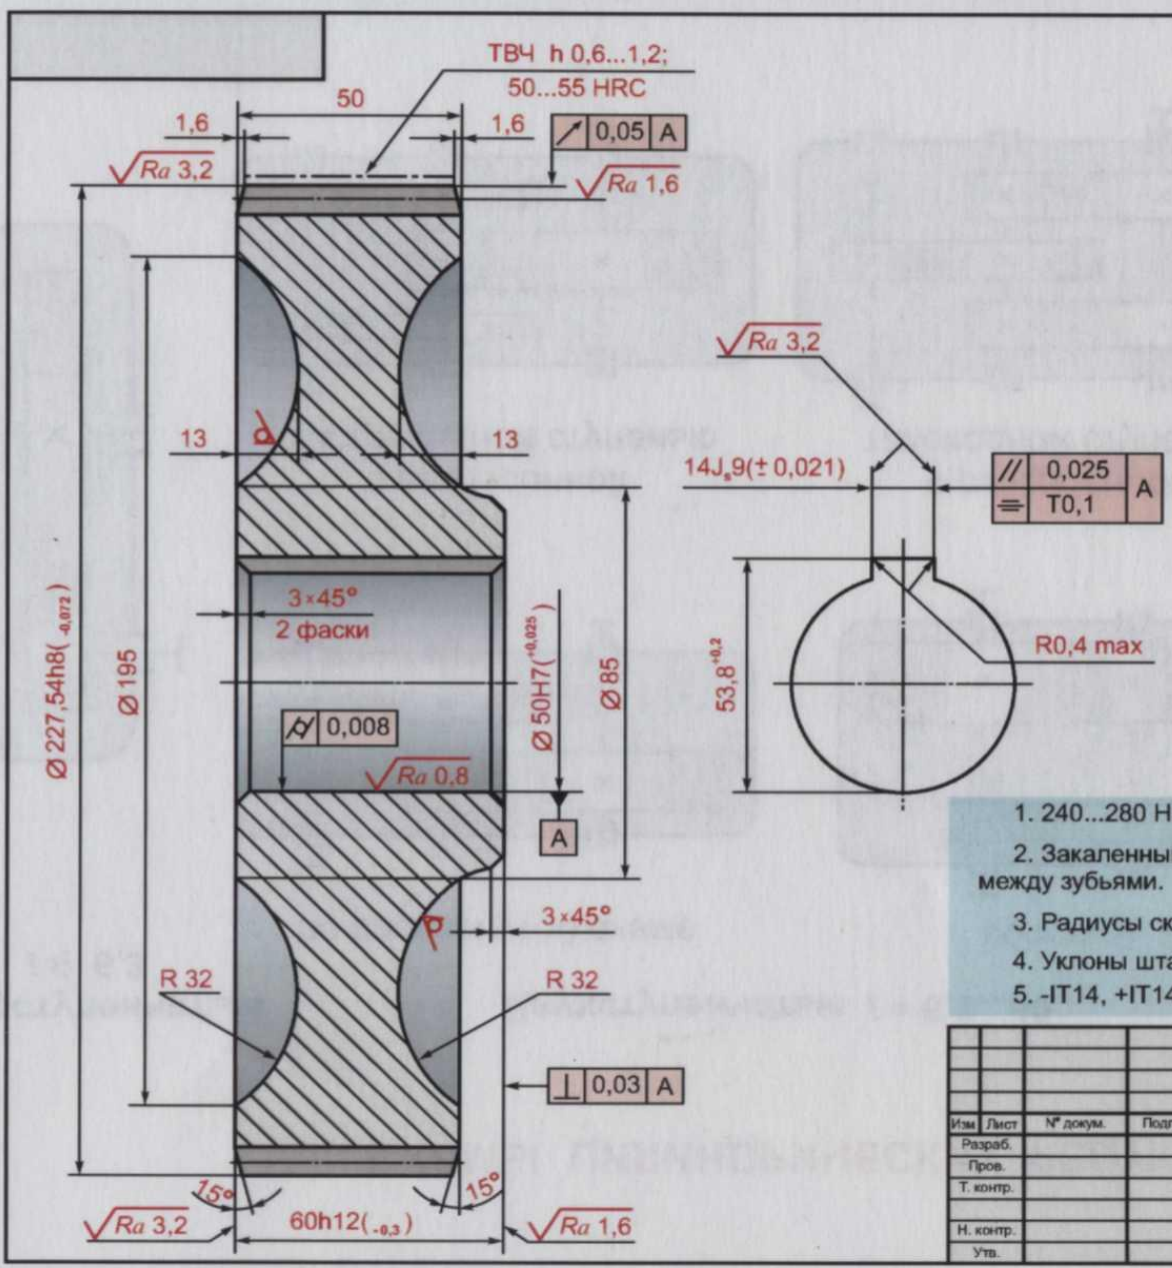 ТВЧ h 0,6...1,2;
50...55 HRC
50
1,6
1,6
0,05 A
Ra 3,2
Ra 1,6
Ra 3,2
13
13
14Js9(± 0,021)
// 0,025 A
T0,1
3×45°
2 фаски
Ø 227,54h8( -0,072 )
Ø 195
Ø 50H7( +0,025 )
Ø 85
53,8+0,2
R0,4 max
0,008
Ra 0,8
A
1. 240...280 H
2. Закаленны
между зубьями.
3. Радиусы ск
4. Уклоны шта
5. -IT14, +IT14
3×45°
R 32
R 32
⊥ 0,03 A
Изм Лист N° докум. Подп
Разраб.
Пров.
Т. контр.
Н. контр.
Утв.
15°
15°
60h12( -0,3 )
Ra 3,2
Ra 1,6